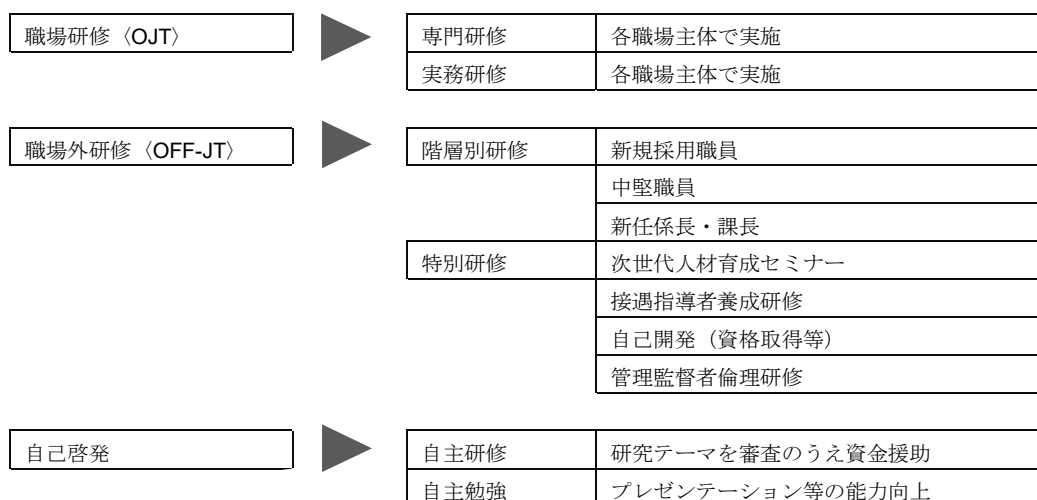 職場研修〈OJT〉
専門研修 各職場主体で実施
実務研修 各職場主体で実施
職場外研修〈OFF-JT〉
階層別研修 新規採用職員
中堅職員
新任係長・課長
特別研修 次世代人材育成セミナー
接遇指導者養成研修
自己開発（資格取得等）
管理監督者倫理研修
自己啓発
自主研修 研究テーマを審査のうえ資金援助
自主勉強 プレゼンテーション等の能力向上